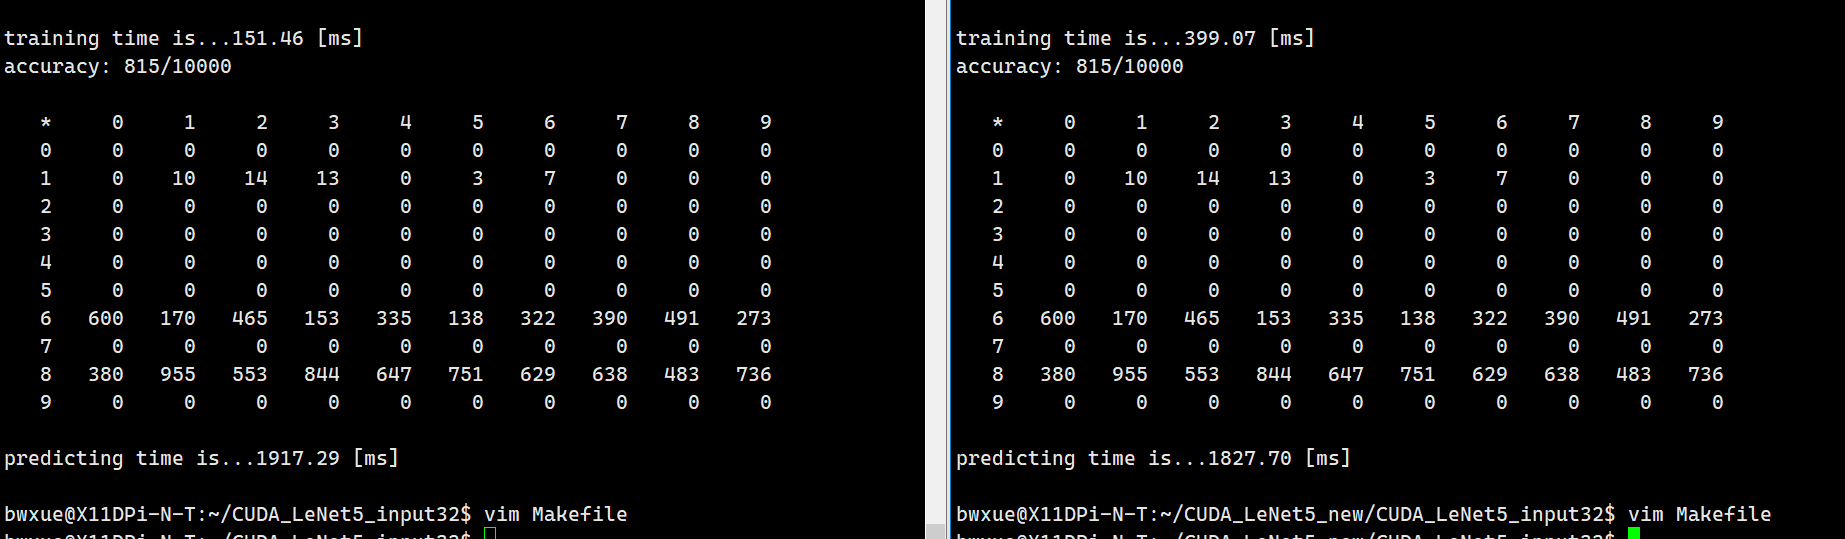 training time is...151.46 [ms]
accuracy: 815/10000
* 0 1 2 3 4 5 6 7 8 9
0 0 0 0 0 0 0 0 0 0 0
1 0 10 14 13 0 3 7 0 0 0
2 0 0 0 0 0 0 0 0 0 0
3 0 0 0 0 0 0 0 0 0 0
4 0 0 0 0 0 0 0 0 0 0
5 0 0 0 0 0 0 0 0 0 0
6 600 170 465 153 335 138 322 390 491 273
7 0 0 0 0 0 0 0 0 0 0
8 380 955 553 844 647 751 629 638 483 736
9 0 0 0 0 0 0 0 0 0 0
predicting time is...1917.29 [ms]
bwxue@X11DPi-N-T:~/CUDA_LeNet5_input32$ vim Makefile
bwxue@X11DPi-N-T:~/CUDA_LeNet5_input32$
training time is...399.07 [ms]
accuracy: 815/10000
* 0 1 2 3 4 5 6 7 8 9
0 0 0 0 0 0 0 0 0 0 0
1 0 10 14 13 0 3 7 0 0 0
2 0 0 0 0 0 0 0 0 0 0
3 0 0 0 0 0 0 0 0 0 0
4 0 0 0 0 0 0 0 0 0 0
5 0 0 0 0 0 0 0 0 0 0
6 600 170 465 153 335 138 322 390 491 273
7 0 0 0 0 0 0 0 0 0 0
8 380 955 553 844 647 751 629 638 483 736
9 0 0 0 0 0 0 0 0 0 0
predicting time is...1827.70 [ms]
bwxue@X11DPi-N-T:~/CUDA_LeNet5_new/CUDA_LeNet5_input32$ vim Makefile
bwxue@X11DPi-N-T:~/CUDA_LeNet5_new/CUDA_LeNet5_input32$